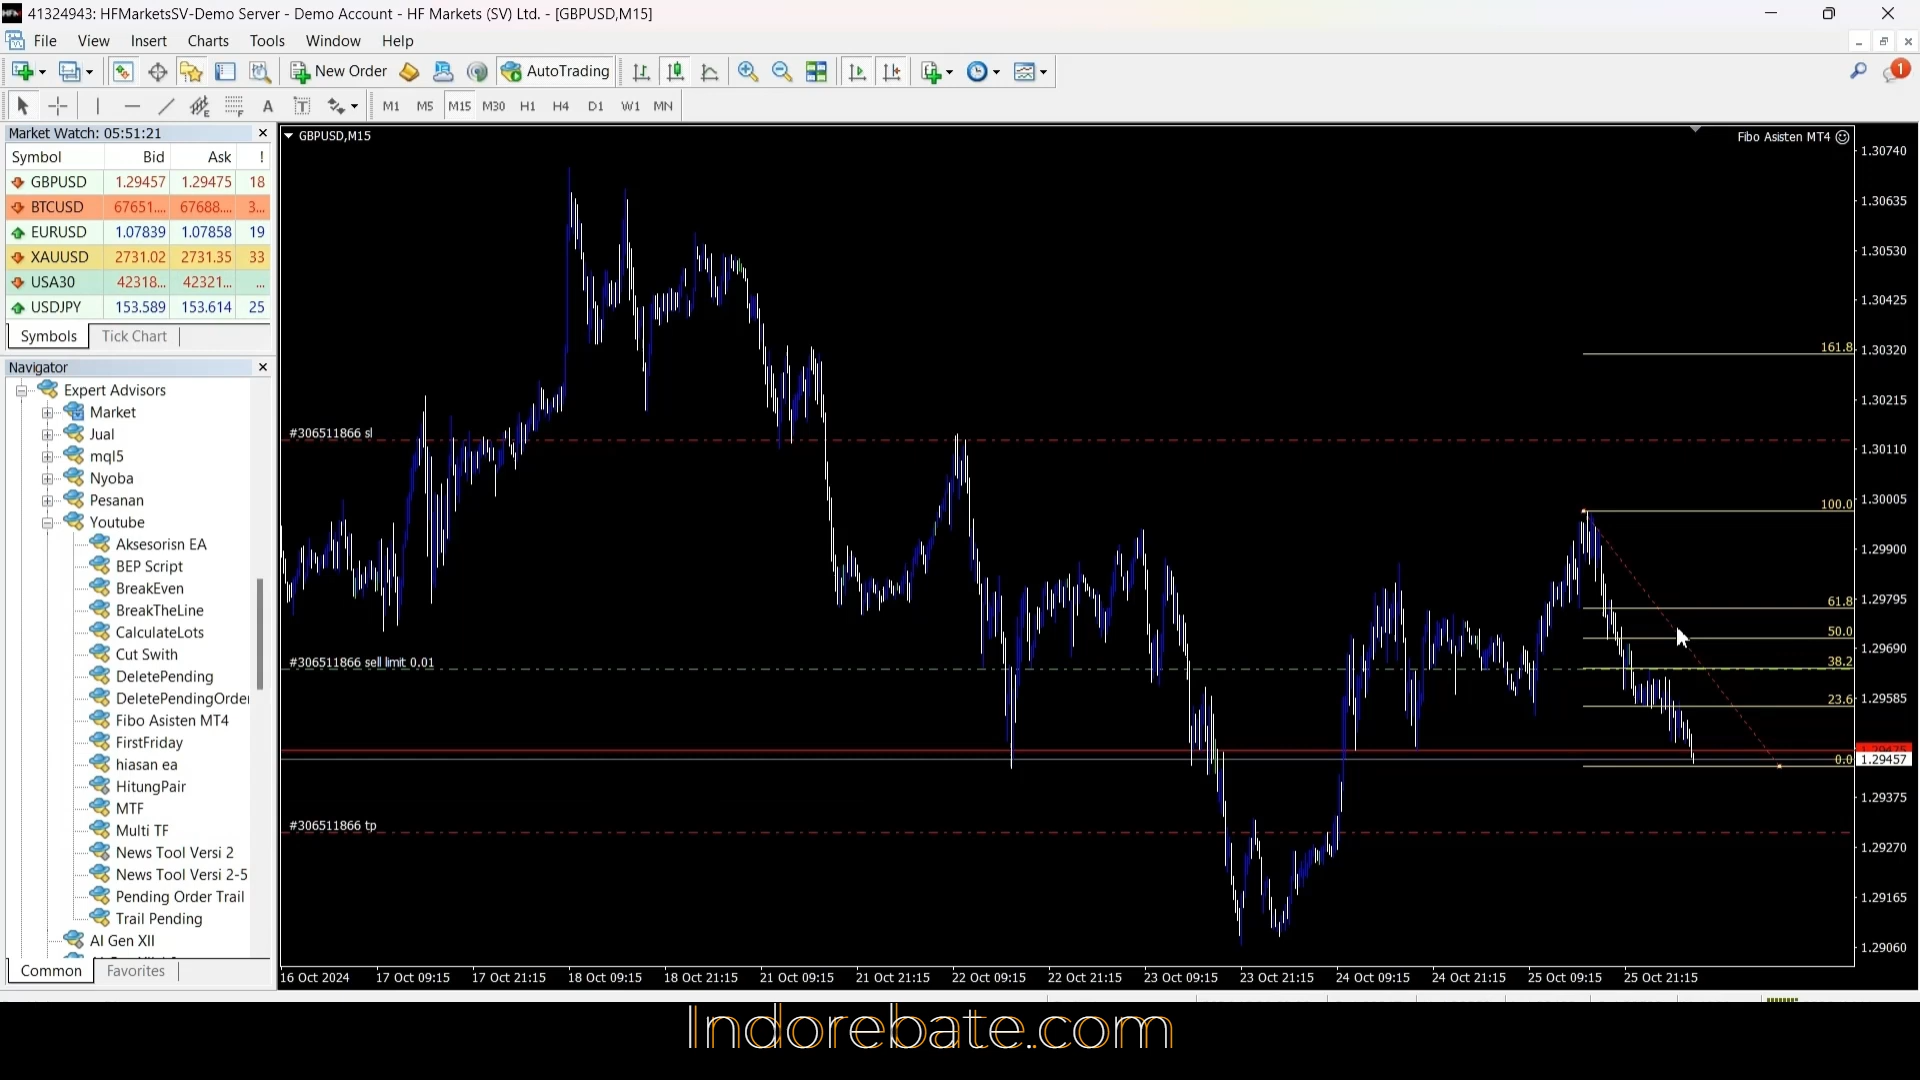 41324943: HFMarketsSV-Demo Server - Demo Account - HF Markets (SV) Ltd. - [GBPUSD,M15]
File View Insert Charts Tools Window Help
New Order AutoTrading 1
A T M1 M5 M15 M30 H1 H4 D1 W1 MN
Market Watch: 05:51:21
Symbol Bid Ask !
GBPUSD 1.29457 1.29475 18
BTCUSD 67651.... 67688.... 3...
EURUSD 1.07839 1.07858 19
XAUUSD 2731.02 2731.35 33
USA30 42318... 42321... ...
USDJPY 153.589 153.614 25
Symbols Tick Chart
Navigator
Expert Advisors
Market
Jual
mql5
Nyoba
Pesanan
Youtube
Aksesorisn EA
BEP Script
BreakEven
BreakTheLine
CalculateLots
Cut Swith
DeletePending
DeletePendingOrder
Fibo Asisten MT4
FirstFriday
hiasan ea
HitungPair
MTF
Multi TF
News Tool Versi 2
News Tool Versi 2-5
Pending Order Trail
Trail Pending
AI Gen XII
Common Favorites
GBPUSD,M15
Fibo Asisten MT4
#306511866 sl
#306511866 sell limit 0.01
#306511866 tp
161.8
100.0
61.8
50.0
38.2
23.6
0.0
1.30740
1.30635
1.30530
1.30425
1.30320
1.30215
1.30110
1.30005
1.29900
1.29795
1.29690
1.29585
1.29475
1.29457
1.29375
1.29270
1.29165
1.29060
16 Oct 2024 17 Oct 09:15 17 Oct 21:15 18 Oct 09:15 18 Oct 21:15 21 Oct 09:15 21 Oct 21:15 22 Oct 09:15 22 Oct 21:15 23 Oct 09:15 23 Oct 21:15 24 Oct 09:15 24 Oct 21:15 25 Oct 09:15 25 Oct 21:15
Indorebate.com